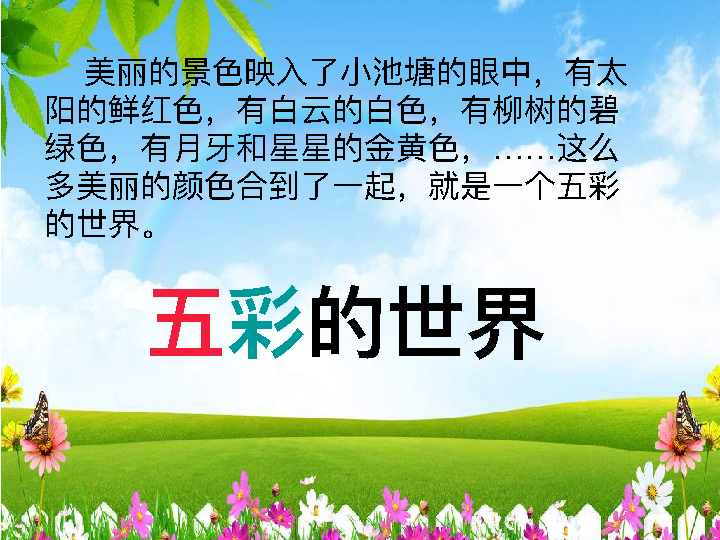 美丽的景色映入了小池塘的眼中，有太
阳的鲜红色，有白云的白色，有柳树的碧
绿色，有月牙和星星的金黄色，……这么
多美丽的颜色合到了一起，就是一个五彩
的世界。
五彩的世界